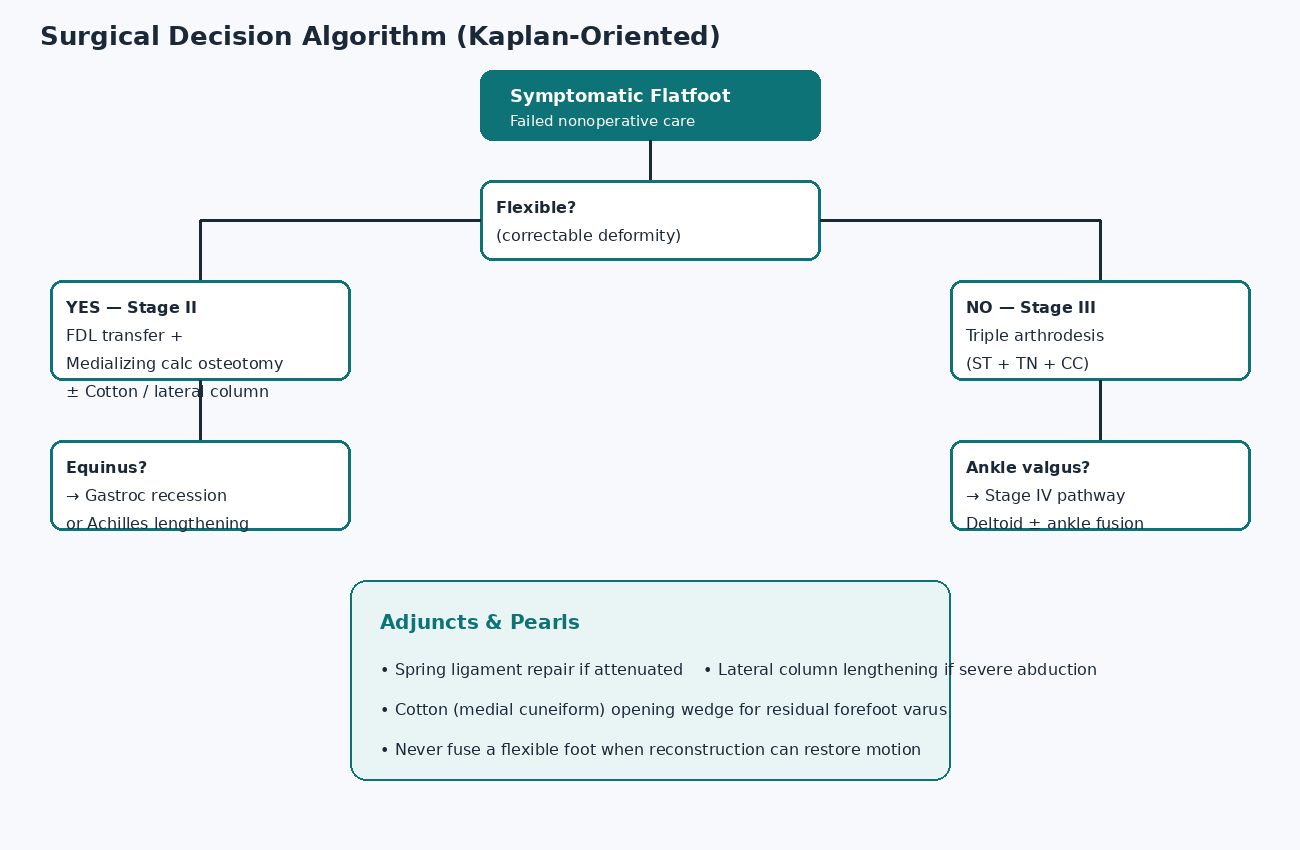 Surgical Decision Algorithm (Kaplan-Oriented)
Symptomatic Flatfoot
Failed nonoperative care
Flexible?
(correctable deformity)
YES — Stage II
FDL transfer +
Medializing calc osteotomy
± Cotton / lateral column
NO — Stage III
Triple arthrodesis
(ST + TN + CC)
Equinus?
→ Gastroc recession
or Achilles lengthening
Ankle valgus?
→ Stage IV pathway
Deltoid ± ankle fusion
Adjuncts & Pearls
• Spring ligament repair if attenuated • Lateral column lengthening if severe abduction
• Cotton (medial cuneiform) opening wedge for residual forefoot varus
• Never fuse a flexible foot when reconstruction can restore motion